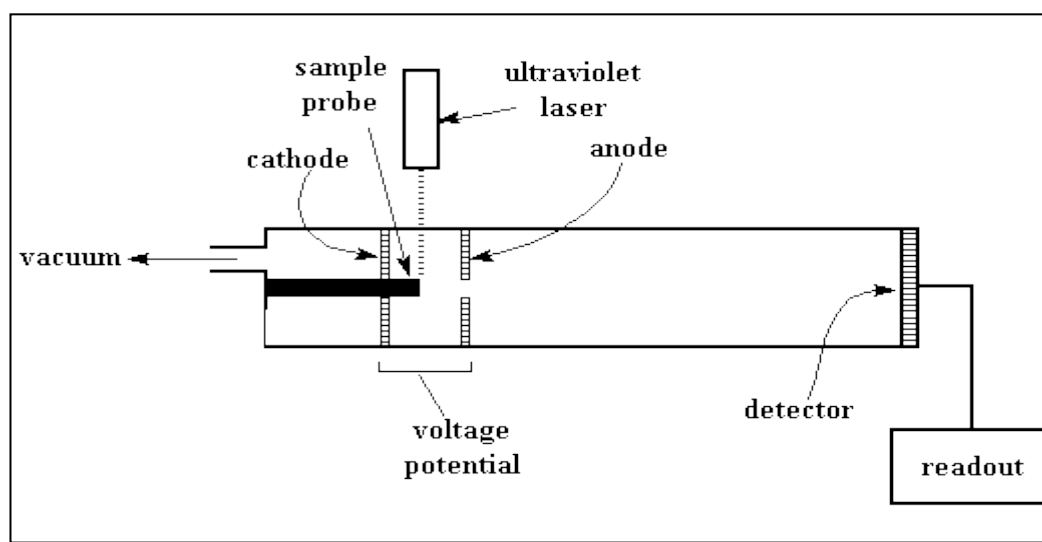 sample
probe
ultraviolet
laser
cathode
anode
vacuum
detector
voltage
potential
readout